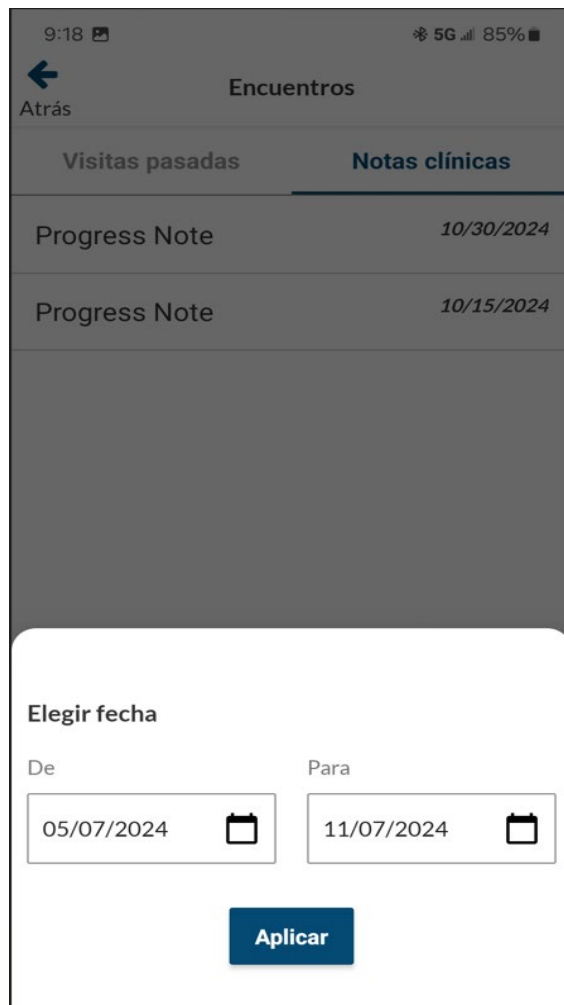 9:18 5G 85%
Encuentros
Atrás
Visitas pasadas Notas clínicas
Progress Note 10/30/2024
Progress Note 10/15/2024
Elegir fecha
De Para
05/07/2024 11/07/2024
Aplicar